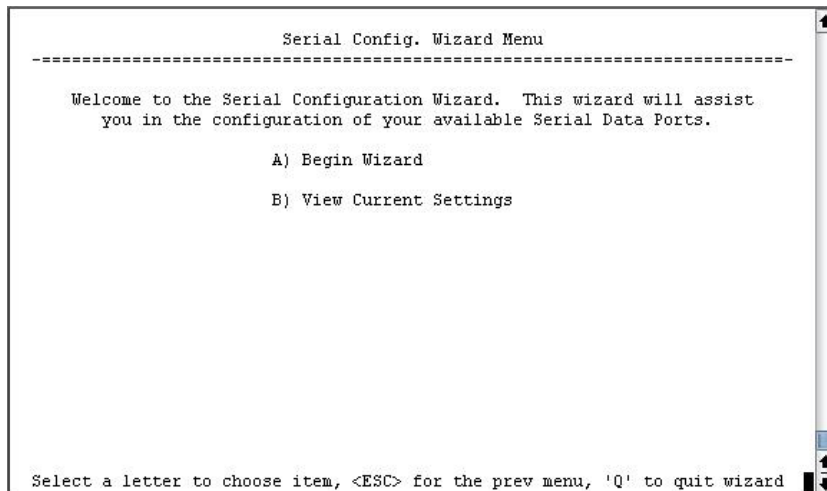 Serial Config. Wizard Menu
-==============================================================================-
Welcome to the Serial Configuration Wizard.  This wizard will assist
you in the configuration of your available Serial Data Ports.
A) Begin Wizard
B) View Current Settings
Select a letter to choose item, <ESC> for the prev menu, 'Q' to quit wizard